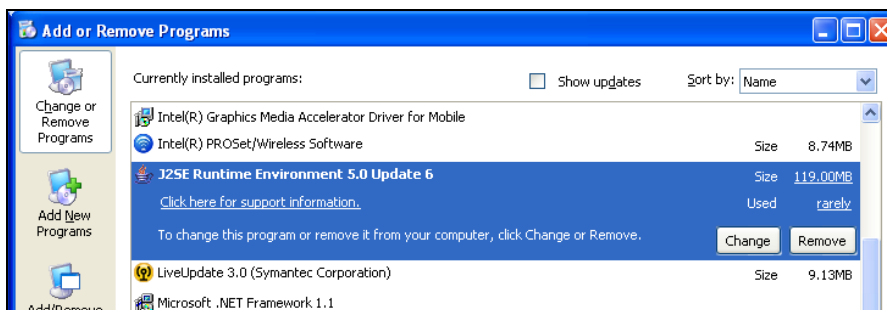 Add or Remove Programs
Change or
Remove
Programs
Add New
Programs
Add/Remove
Currently installed programs:
Show updates
Sort by: Name
Intel(R) Graphics Media Accelerator Driver for Mobile
Intel(R) PROSet/Wireless Software Size 8.74MB
J2SE Runtime Environment 5.0 Update 6 Size 119.00MB
Click here for support information. Used rarely
To change this program or remove it from your computer, click Change or Remove. Change Remove
LiveUpdate 3.0 (Symantec Corporation) Size 9.13MB
Microsoft .NET Framework 1.1